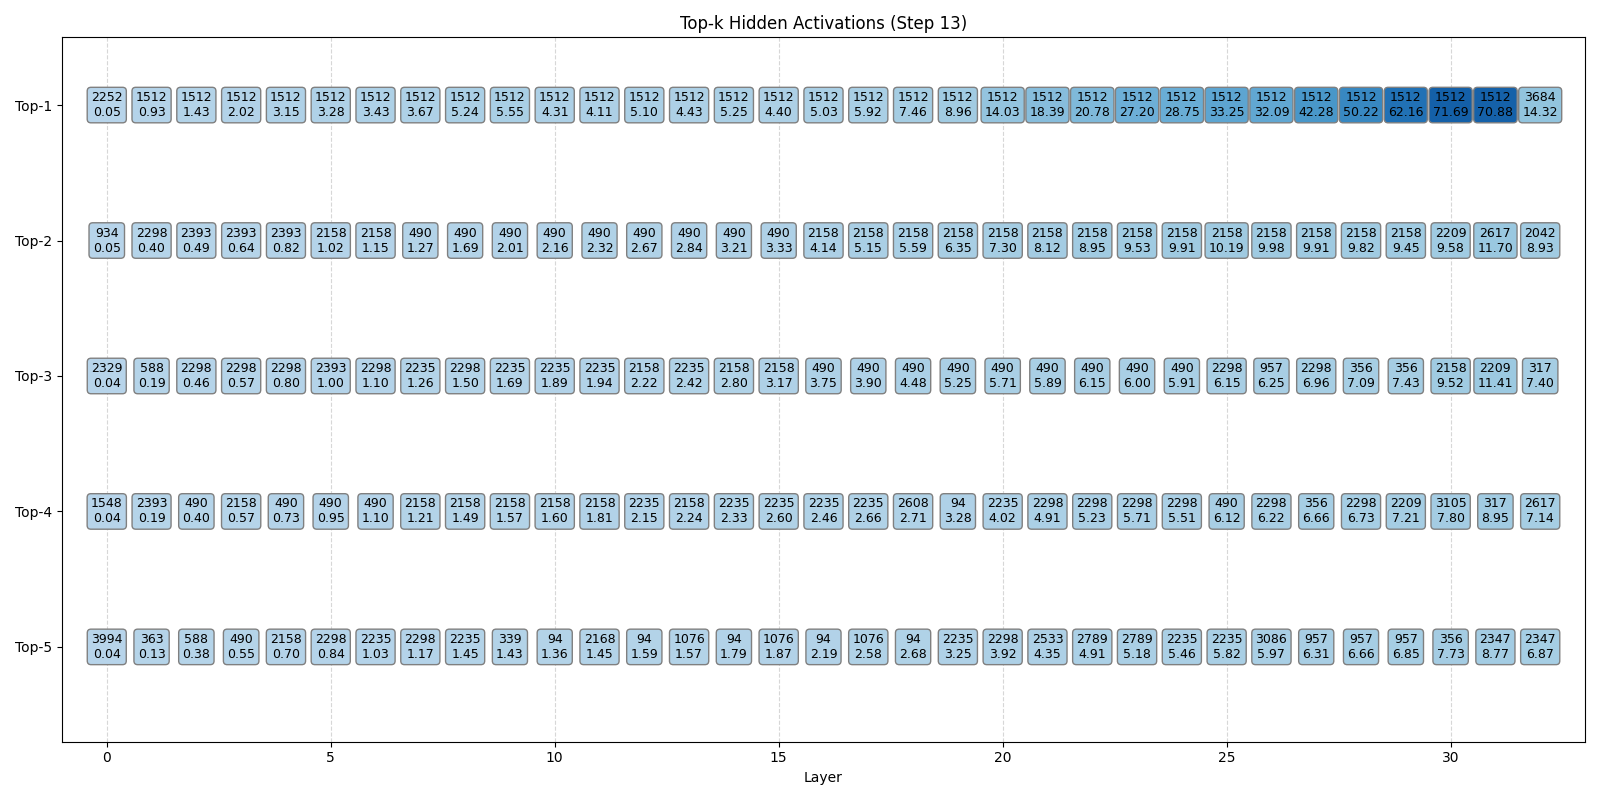 Top-k Hidden Activations (Step 13)
Top-1
2252 1512 1512 1512 1512 1512 1512 1512 1512 1512 1512 1512 1512 1512 1512 1512 1512 1512 1512 1512 1512 1512 1512 1512 1512 1512 1512 1512 1512 1512 1512 1512 3684
0.05 0.93 1.43 2.02 3.15 3.28 3.43 3.67 5.24 5.55 4.31 4.11 5.10 4.43 5.25 4.40 5.03 5.92 7.46 8.96 14.03 18.39 20.78 27.20 28.75 33.25 32.09 42.28 50.22 62.16 71.69 70.88 14.32
Top-2
934 2298 2393 2393 2393 2158 2158 490 490 490 490 490 490 490 490 490 2158 2158 2158 2158 2158 2158 2158 2158 2158 2158 2158 2158 2158 2158 2209 2617 2042
0.05 0.40 0.49 0.64 0.82 1.02 1.15 1.27 1.69 2.01 2.16 2.32 2.67 2.84 3.21 3.33 4.14 5.15 5.59 6.35 7.30 8.12 8.95 9.53 9.91 10.19 9.98 9.91 9.82 9.45 9.58 11.70 8.93
Top-3
2329 588 2298 2298 2298 2393 2298 2235 2298 2235 2235 2235 2158 2235 2158 2158 490 490 490 490 490 490 490 490 490 2298 957 2298 356 356 2158 2209 317
0.04 0.19 0.46 0.57 0.80 1.00 1.10 1.26 1.50 1.69 1.89 1.94 2.22 2.42 2.80 3.17 3.75 3.90 4.48 5.25 5.71 5.89 6.15 6.00 5.91 6.15 6.25 6.96 7.09 7.43 9.52 11.41 7.40
Top-4
1548 2393 490 2158 490 490 490 2158 2158 2158 2158 2158 2235 2158 2235 2235 2235 2235 2608 94 2235 2298 2298 2298 2298 490 2298 356 2298 2209 3105 317 2617
0.04 0.19 0.40 0.57 0.73 0.95 1.10 1.21 1.49 1.57 1.60 1.81 2.15 2.24 2.33 2.60 2.46 2.66 2.71 3.28 4.02 4.91 5.23 5.71 5.51 6.12 6.22 6.66 6.73 7.21 7.80 8.95 7.14
Top-5
3994 363 588 490 2158 2298 2235 2298 2235 339 94 2168 94 1076 94 1076 94 1076 94 2235 2298 2533 2789 2789 2235 2235 3086 957 957 957 356 2347 2347
0.04 0.13 0.38 0.55 0.70 0.84 1.03 1.17 1.45 1.43 1.36 1.45 1.59 1.57 1.79 1.87 2.19 2.58 2.68 3.25 3.92 4.35 4.91 5.18 5.46 5.82 5.97 6.31 6.66 6.85 7.73 8.77 6.87
0 5 10 15 20 25 30
Layer